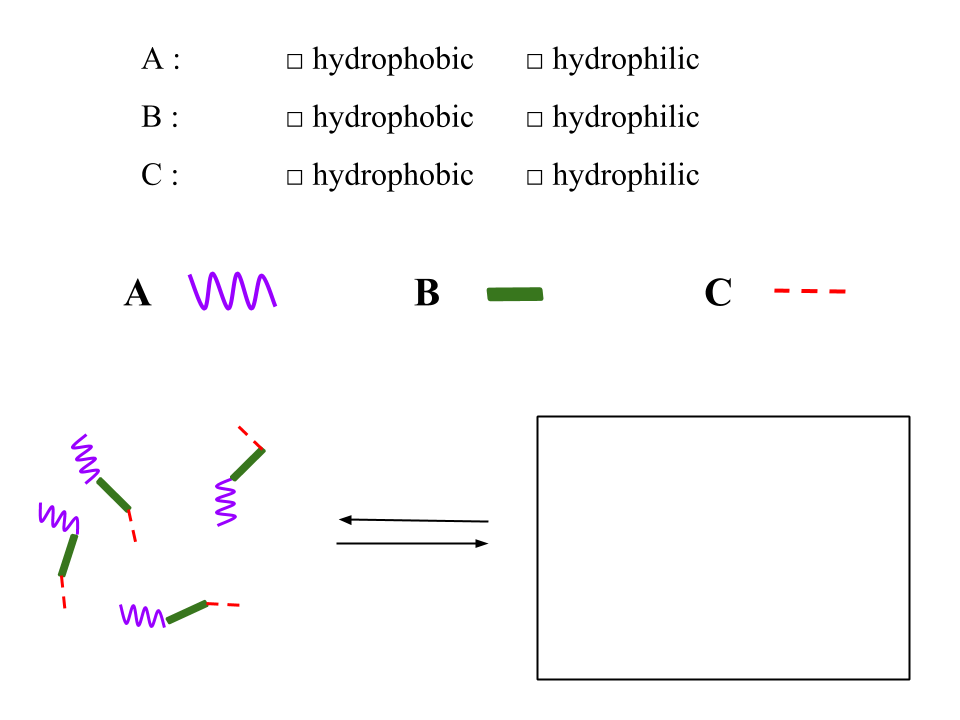 A : □ hydrophobic □ hydrophilic
B : □ hydrophobic □ hydrophilic
C : □ hydrophobic □ hydrophilic
A B C